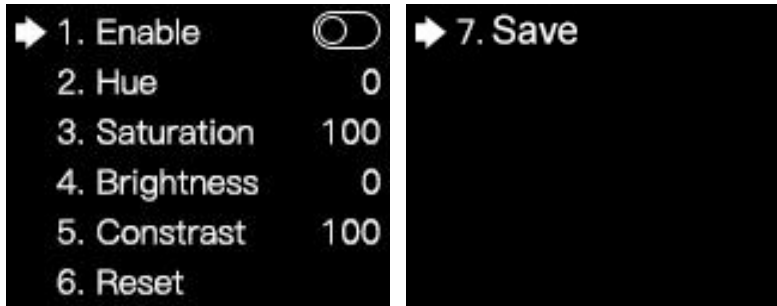 1. Enable
2. Hue 0
3. Saturation 100
4. Brightness 0
5. Constrast 100
6. Reset
7. Save